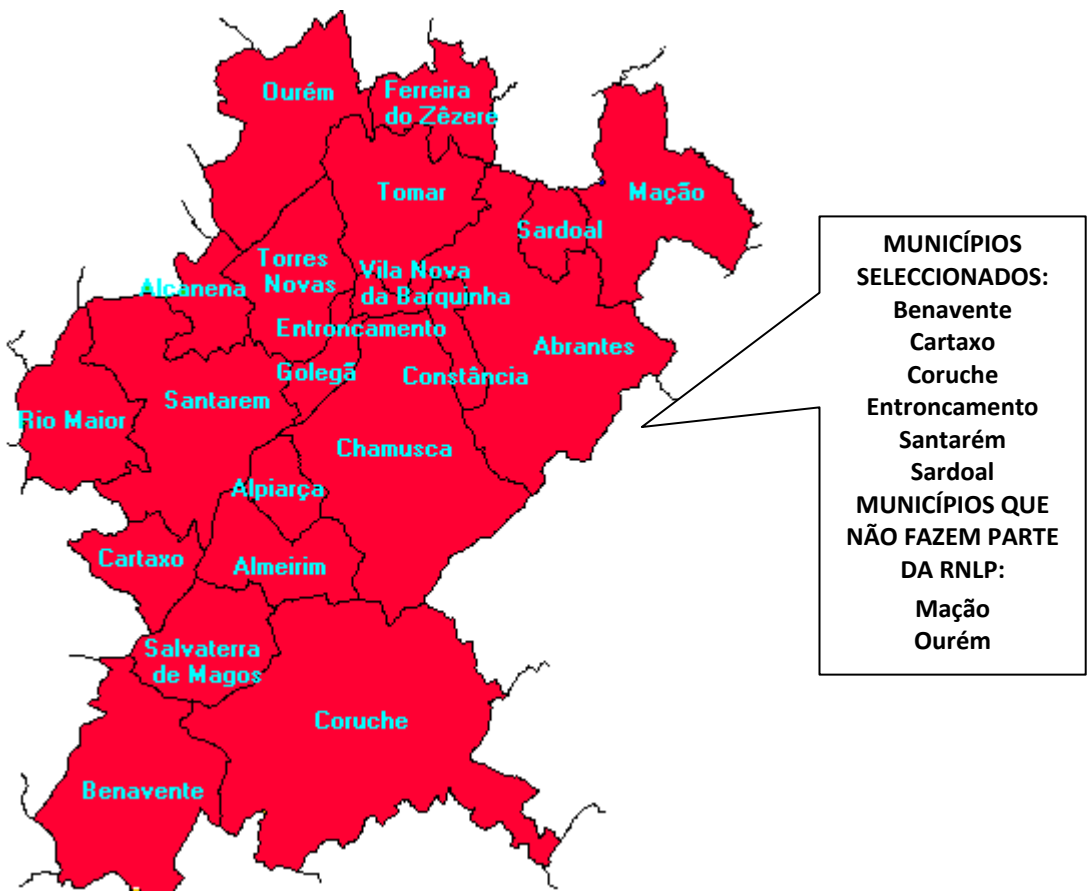 Ourém
Ferreira
do Zêzere
Tomar
Mação
Sardoal
Torres
Novas
Vila Nova
da Barquinha
Alcanena
Entroncamento
Abrantes
Golegã
Constância
Santarem
Rio Maior
Chamusca
Alpiarça
Cartaxo
Almeirim
Salvaterra
de Magos
Coruche
Benavente
MUNICÍPIOS
SELECCIONADOS:
Benavente
Cartaxo
Coruche
Entroncamento
Santarém
Sardoal
MUNICÍPIOS QUE
NÃO FAZEM PARTE
DA RNLP:
Mação
Ourém